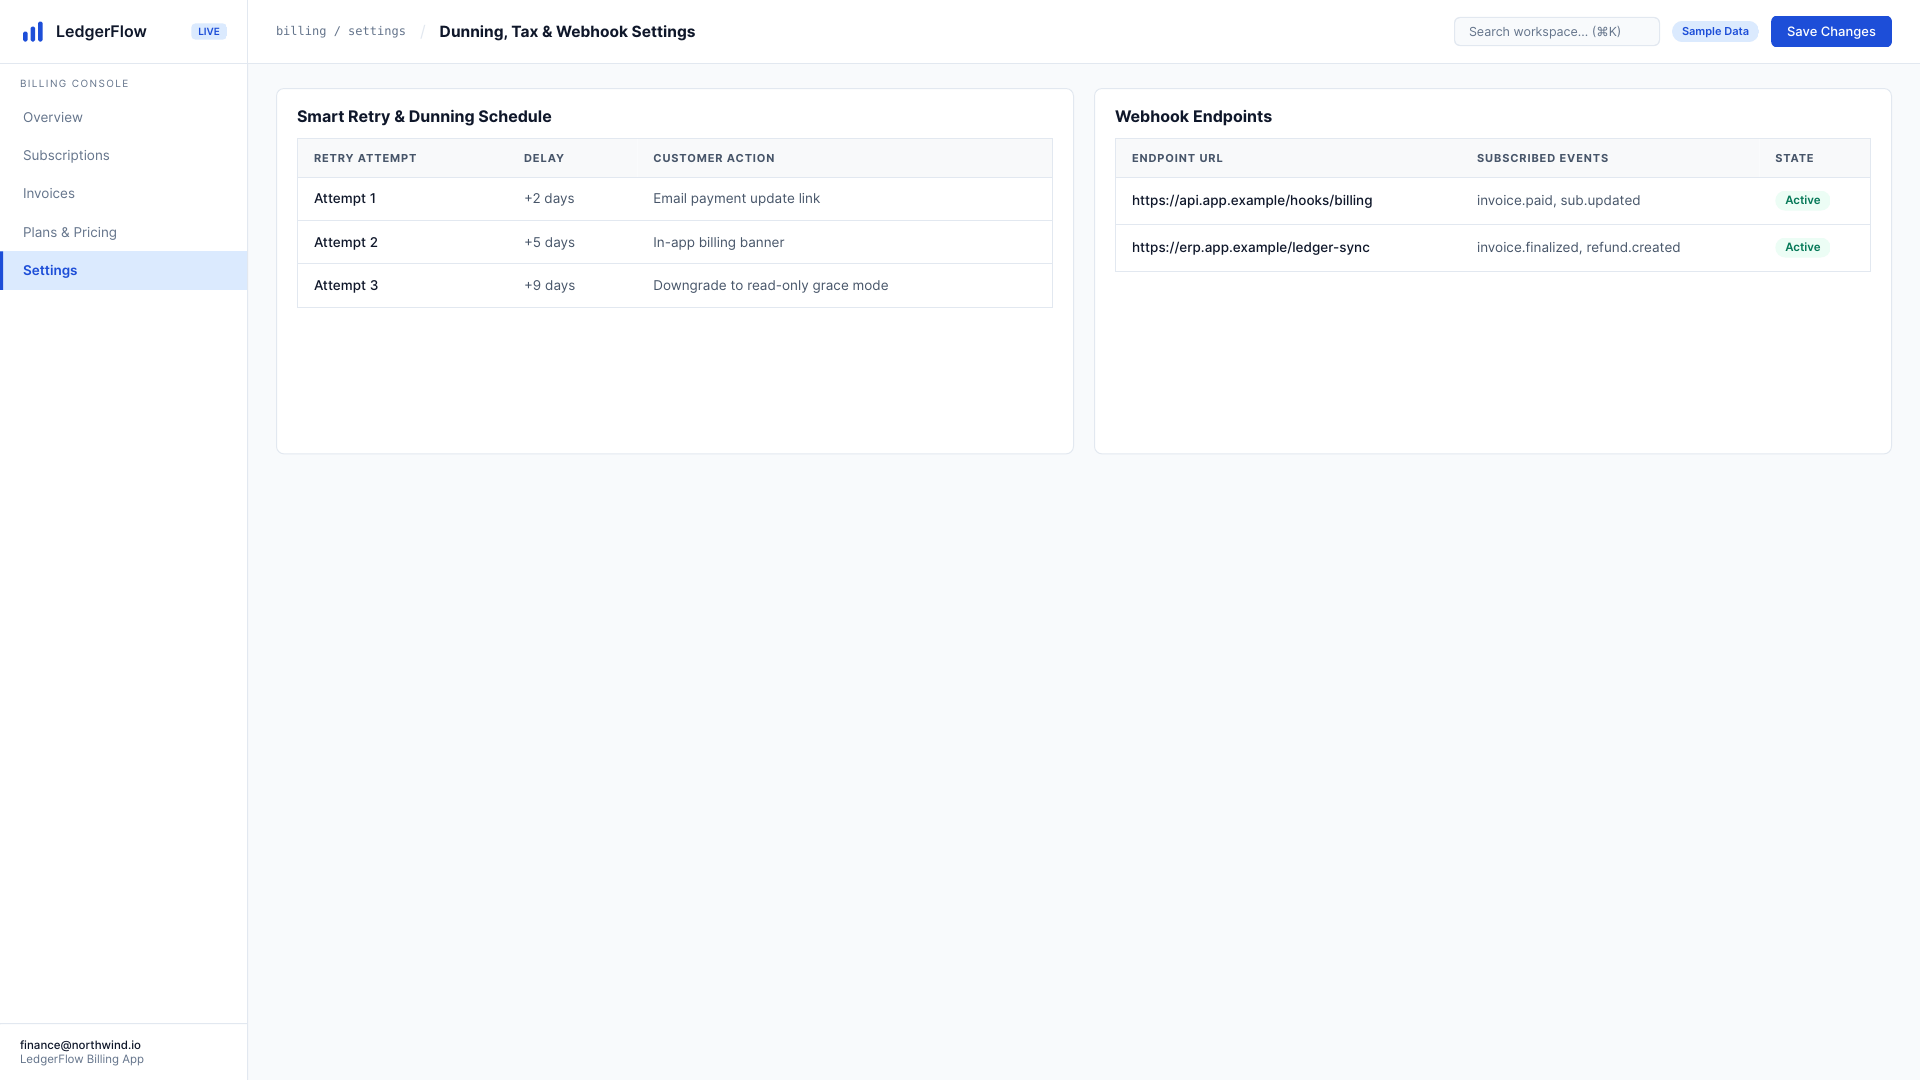 LedgerFlow
LIVE
BILLING CONSOLE
Overview
Subscriptions
Invoices
Plans & Pricing
Settings
finance@northwind.io
LedgerFlow Billing App
billing / settings / Dunning, Tax & Webhook Settings
Search workspace... (⌘K)
Sample Data
Save Changes
Smart Retry & Dunning Schedule
RETRY ATTEMPT DELAY CUSTOMER ACTION
Attempt 1 +2 days Email payment update link
Attempt 2 +5 days In-app billing banner
Attempt 3 +9 days Downgrade to read-only grace mode
Webhook Endpoints
ENDPOINT URL SUBSCRIBED EVENTS STATE
https://api.app.example/hooks/billing invoice.paid, sub.updated Active
https://erp.app.example/ledger-sync invoice.finalized, refund.created Active